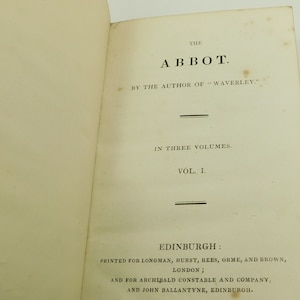 THE
ABBOT.
BY THE AUTHOR OF "WAVERLEY."
IN THREE VOLUMES.
VOL. I.
EDINBURGH:
PRINTED FOR LONGMAN, HURST, REES, ORME, AND BROWN,
LONDON;
AND FOR ARCHIBALD CONSTABLE AND COMPANY,
AND JOHN BALLANTYNE, EDINBURGH.